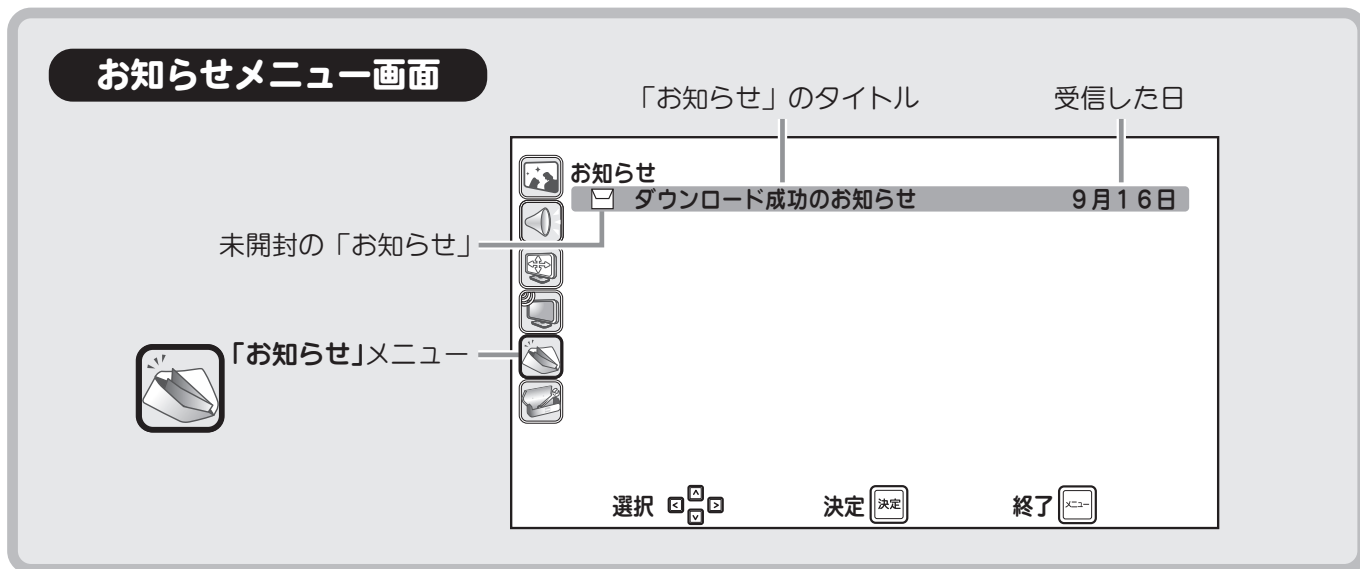 お知らせメニュー画面
「お知らせ」のタイトル
受信した日
お知らせ
ダウンロード成功のお知らせ 9月16日
未開封の「お知らせ」
「お知らせ」メニュー
選択 決定 決定 終了 メニュー